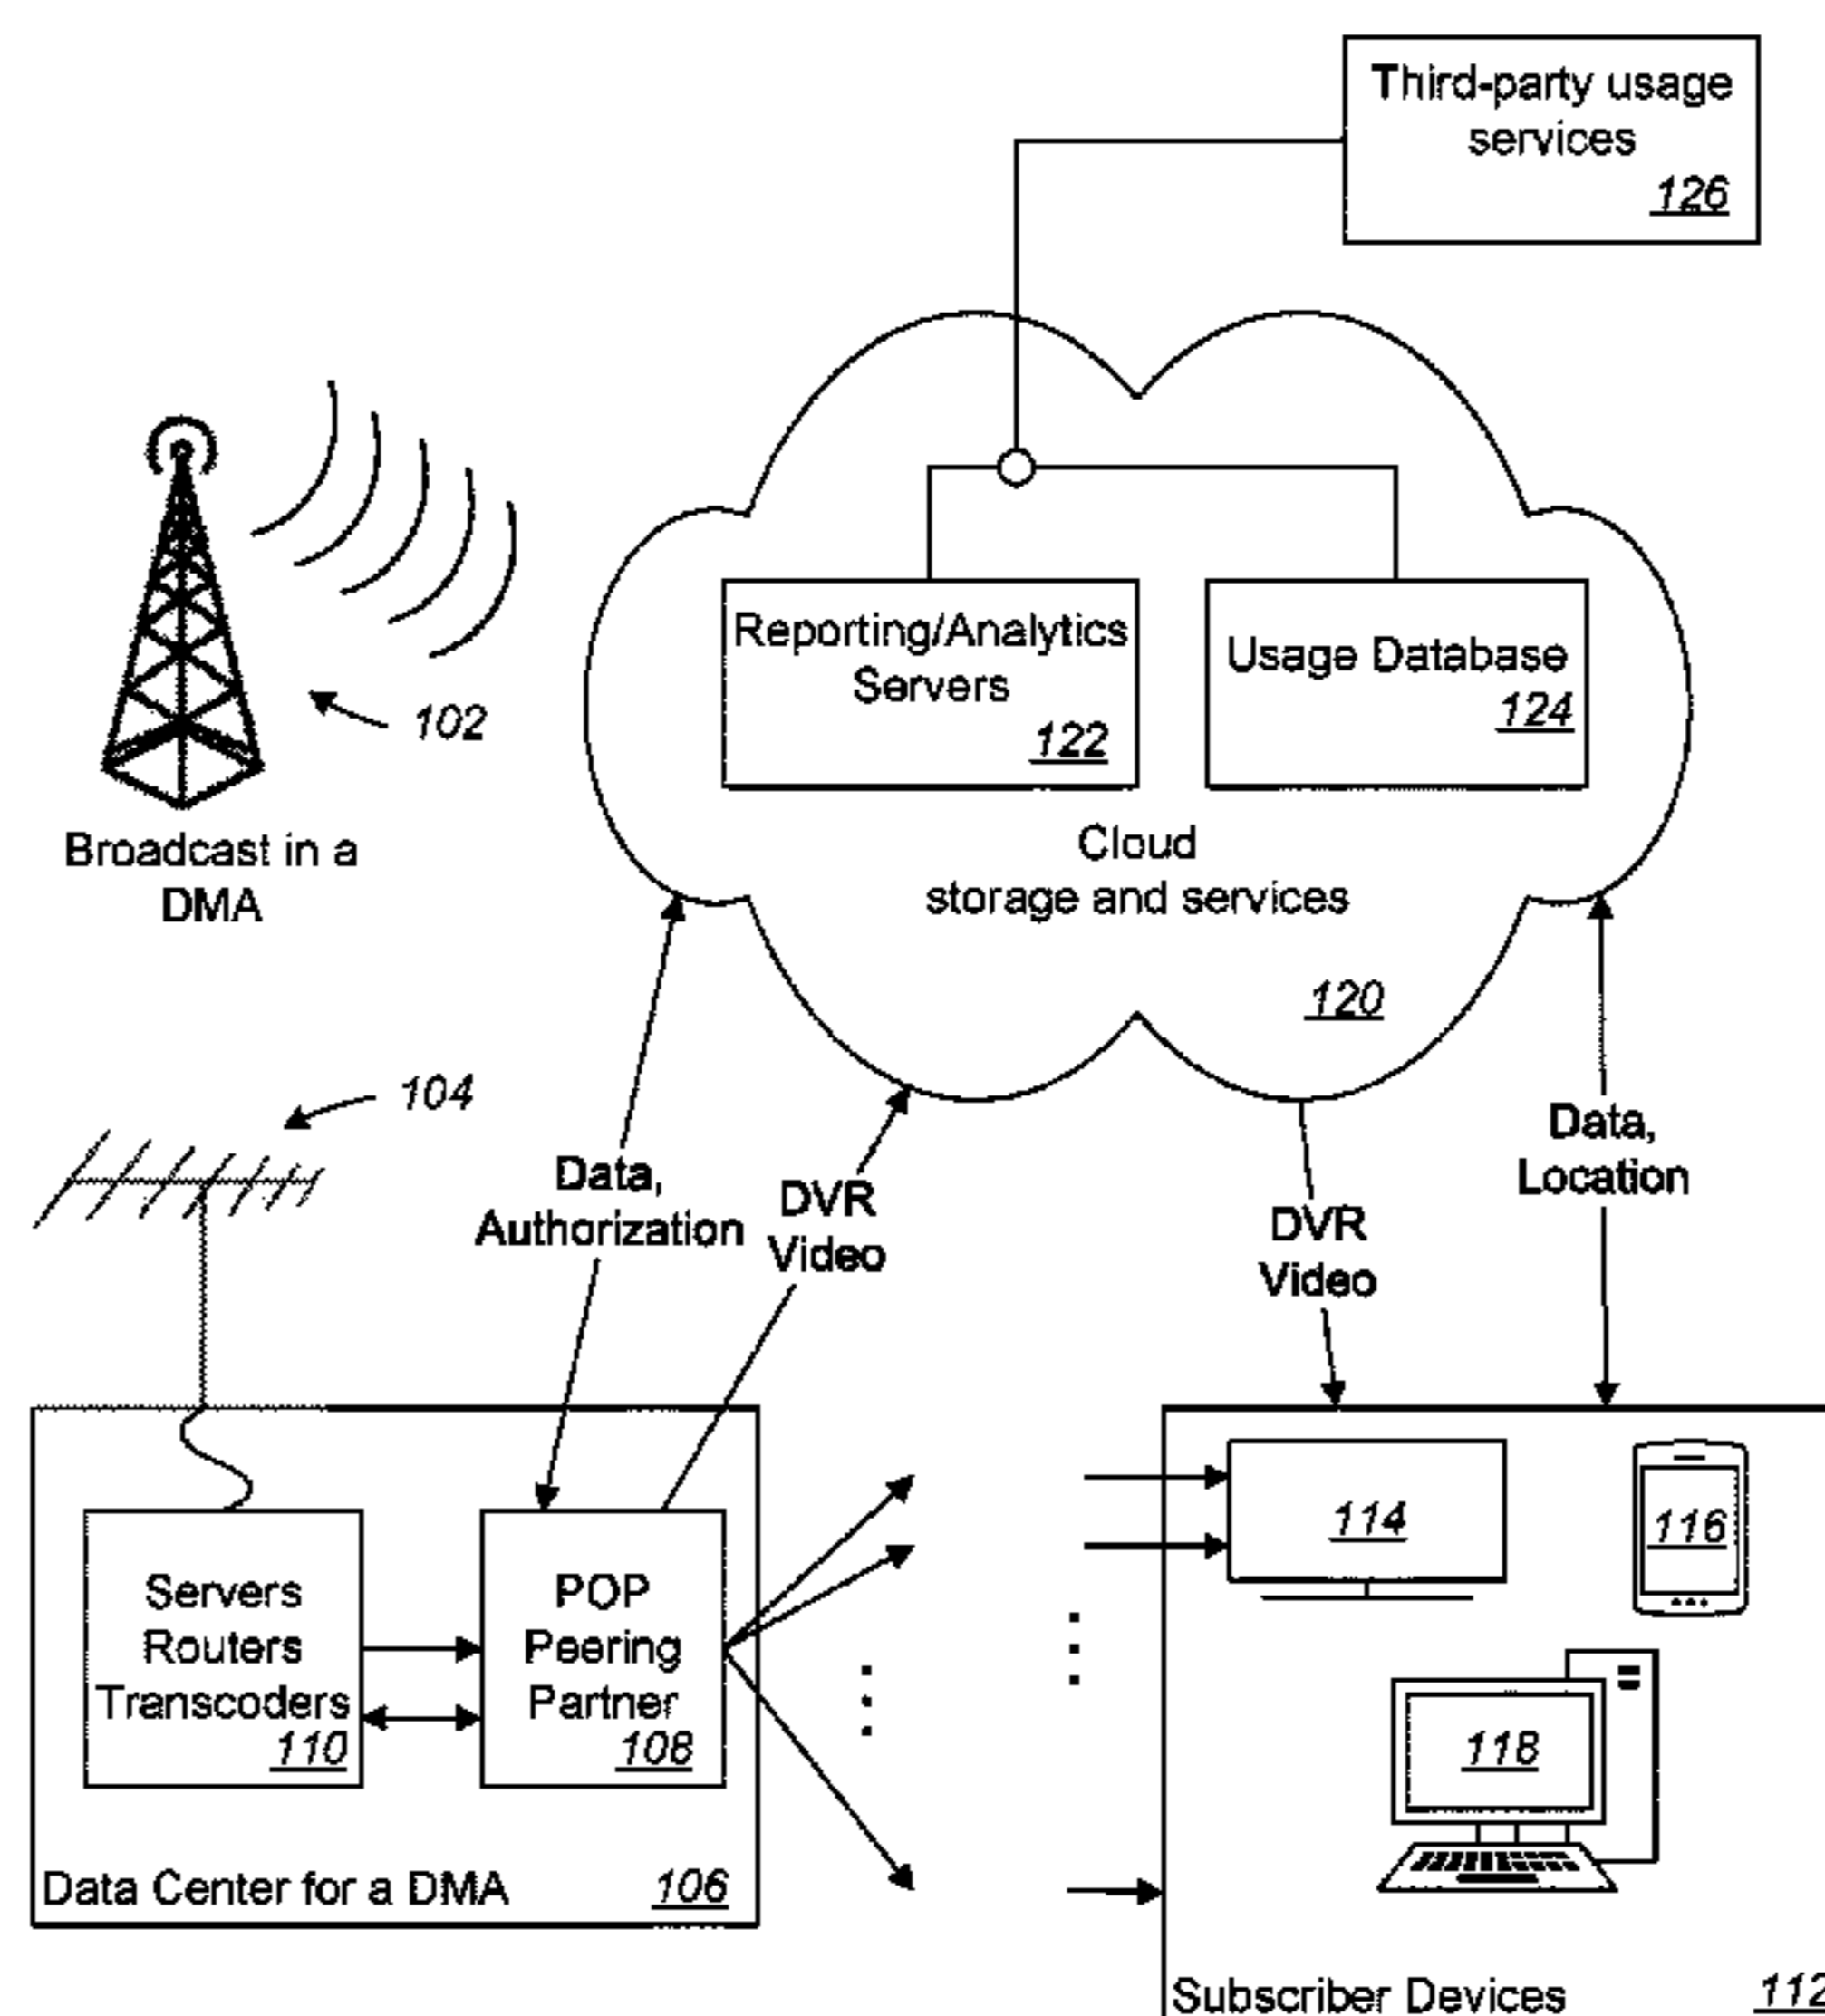 Third-party usage
services
126
Reporting/Analytics
Servers
122
Usage Database
124
102
Broadcast in a
DMA
Cloud
storage and services
120
104
Data,
Authorization
DVR
Video
DVR
Video
Data,
Location
Servers
Routers
Transcoders
110
POP
Peering
Partner
108
114
116
118
Data Center for a DMA 106
Subscriber Devices 112